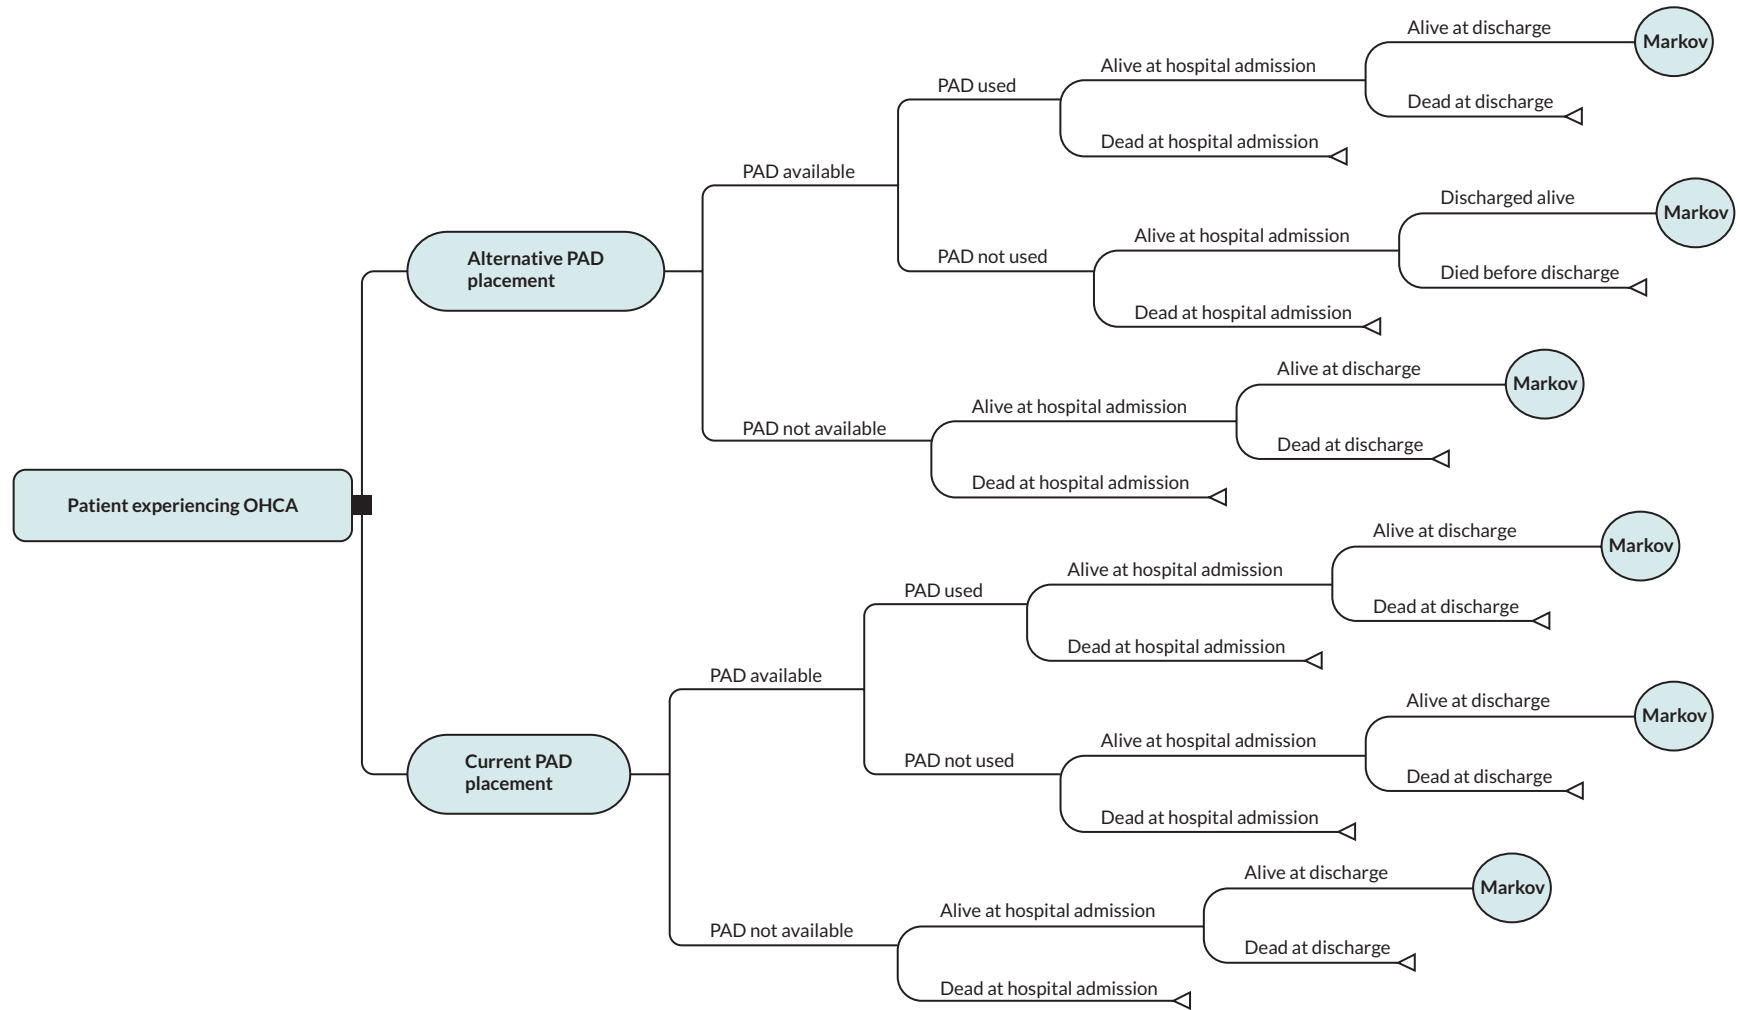 Alive at discharge
Markov
Alive at hospital admission
PAD used
Dead at discharge
Dead at hospital admission
PAD available
Discharged alive
Markov
Alive at hospital admission
PAD not used
Died before discharge
Dead at hospital admission
Alternative PAD
placement
Alive at discharge
Markov
Alive at hospital admission
PAD not available
Dead at discharge
Dead at hospital admission
Patient experiencing OHCA
Alive at discharge
Markov
Alive at hospital admission
PAD used
Dead at discharge
Dead at hospital admission
PAD available
Alive at discharge
Markov
Alive at hospital admission
PAD not used
Dead at discharge
Dead at hospital admission
Current PAD
placement
Alive at discharge
Markov
Alive at hospital admission
PAD not available
Dead at discharge
Dead at hospital admission